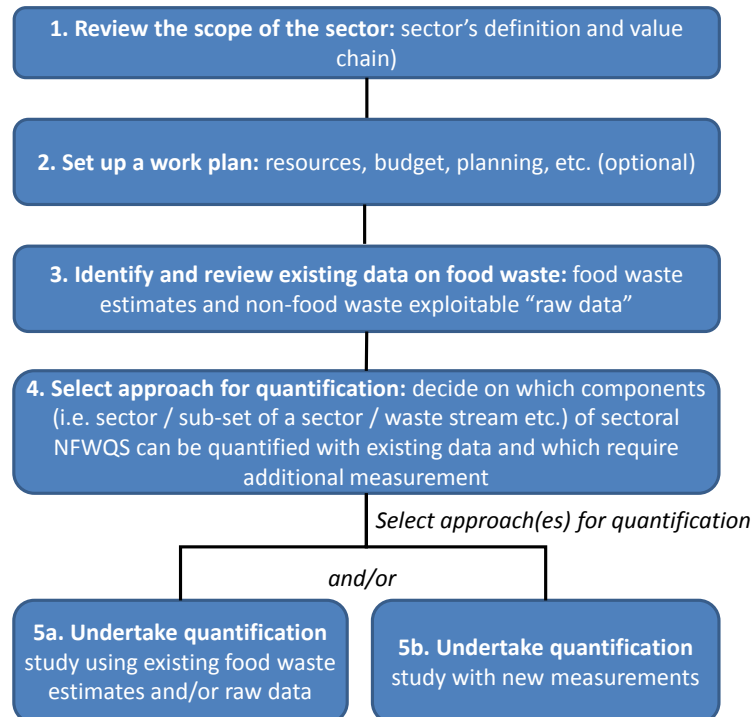 1. Review the scope of the sector: sector's definition and value
chain)
2. Set up a work plan: resources, budget, planning, etc. (optional)
3. Identify and review existing data on food waste: food waste
estimates and non-food waste exploitable “raw data”
4. Select approach for quantification: decide on which components
(i.e. sector / sub-set of a sector / waste stream etc.) of sectoral
NFWQS can be quantified with existing data and which require
additional measurement
Select approach(es) for quantification
and/or
5a. Undertake quantification
study using existing food waste
estimates and/or raw data
5b. Undertake quantification
study with new measurements